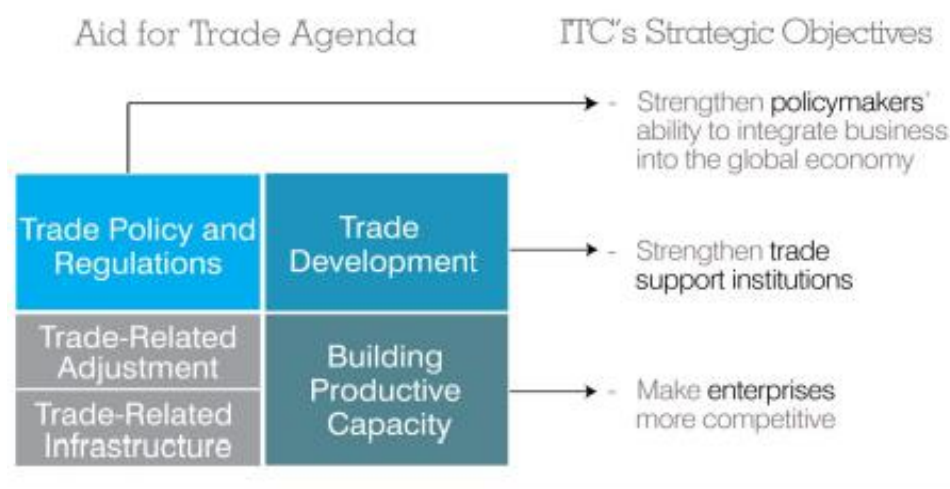 Aid for Trade Agenda
ITC's Strategic Objectives
- Strengthen policymakers'
ability to integrate business
into the global economy
Trade Policy and
Regulations
Trade
Development
- Strengthen trade
support institutions
Trade-Related
Adjustment
Trade-Related
Infrastructure
Building
Productive
Capacity
- Make enterprises
more competitive